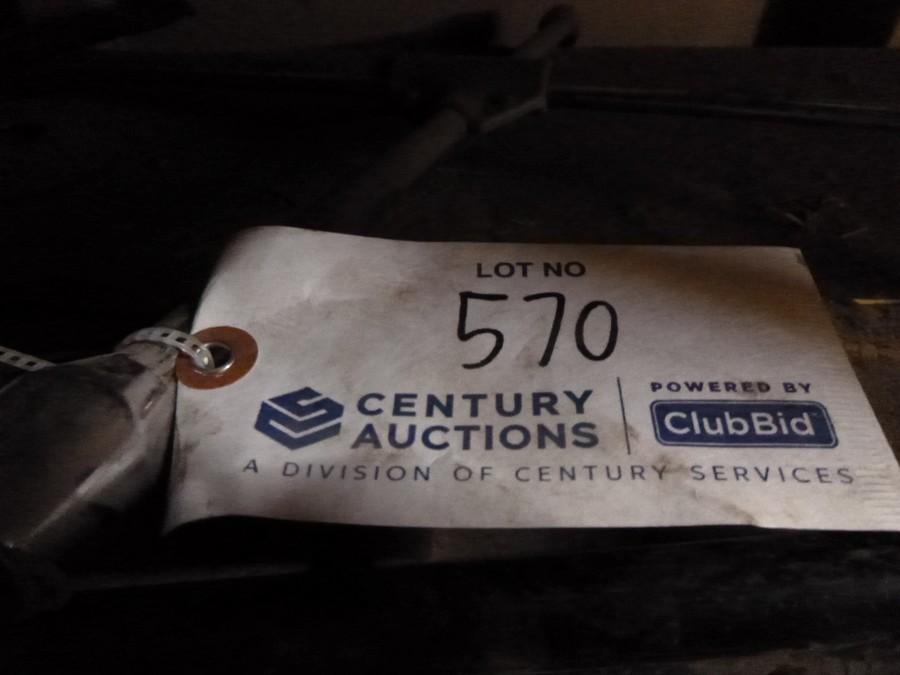 LOT NO
570
CENTURY AUCTIONS
POWERED BY
ClubBid
A DIVISION OF CENTURY SERVICES